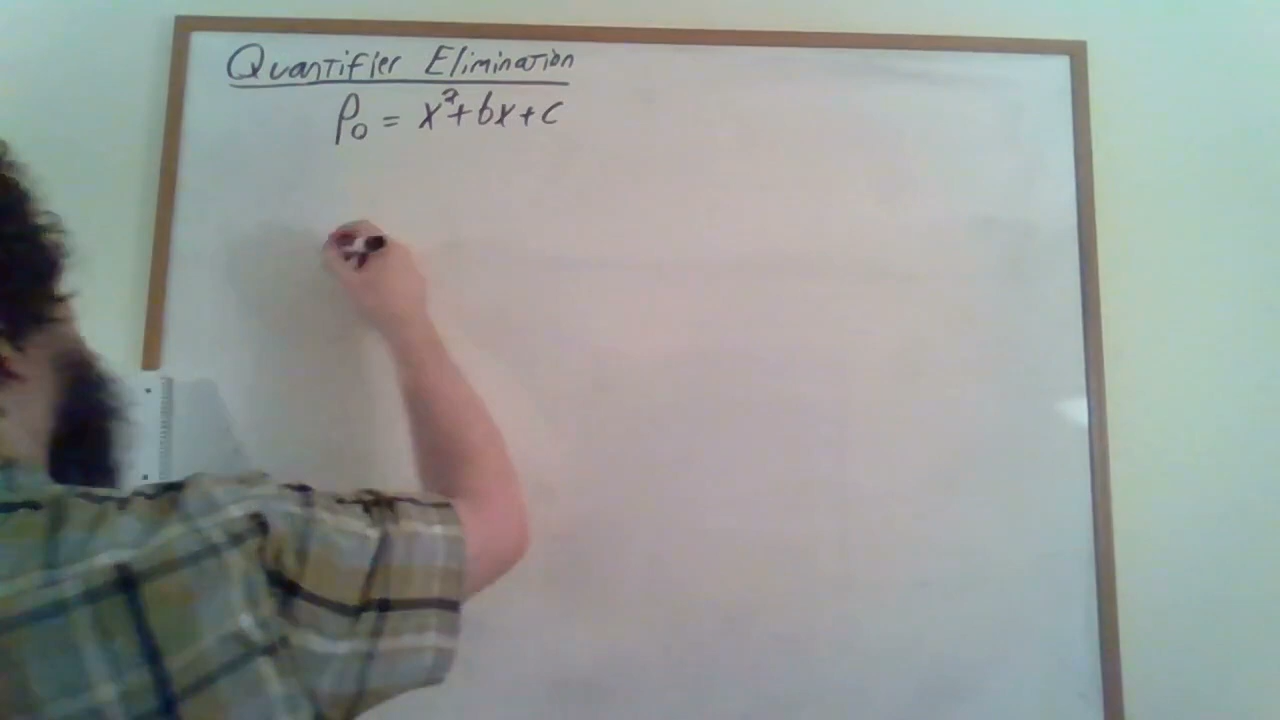 Quantifier Elimination
p₀ = x²+bx+c